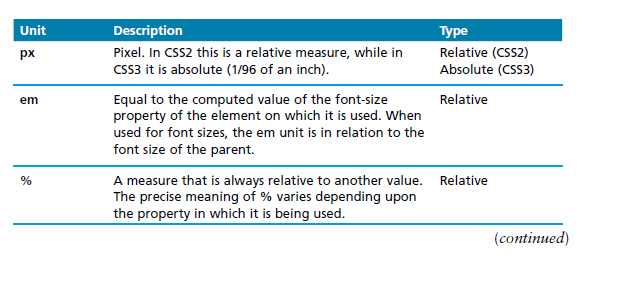 Unit Description Type
px Pixel. In CSS2 this is a relative measure, while in Relative (CSS2)
CSS3 it is absolute (1/96 of an inch). Absolute (CSS3)
em Equal to the computed value of the font-size Relative
property of the element on which it is used. When
used for font sizes, the em unit is in relation to the
font size of the parent.
% A measure that is always relative to another value. Relative
The precise meaning of % varies depending upon
the property in which it is being used.
(continued)